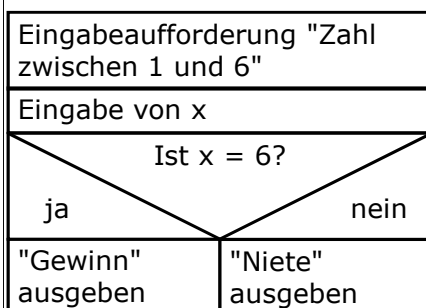 Eingabeaufforderung "Zahl
zwischen 1 und 6"
Eingabe von x
Ist x = 6?
ja
nein
"Gewinn"
ausgeben
"Niete"
ausgeben